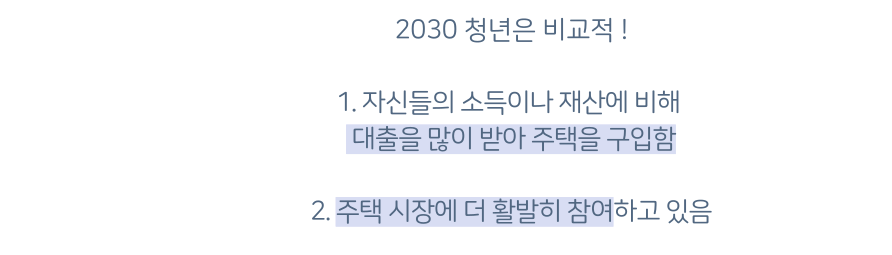 2030 청년은 비교적 !
1. 자신들의 소득이나 재산에 비해
대출을 많이 받아 주택을 구입함
2. 주택 시장에 더 활발히 참여하고 있음